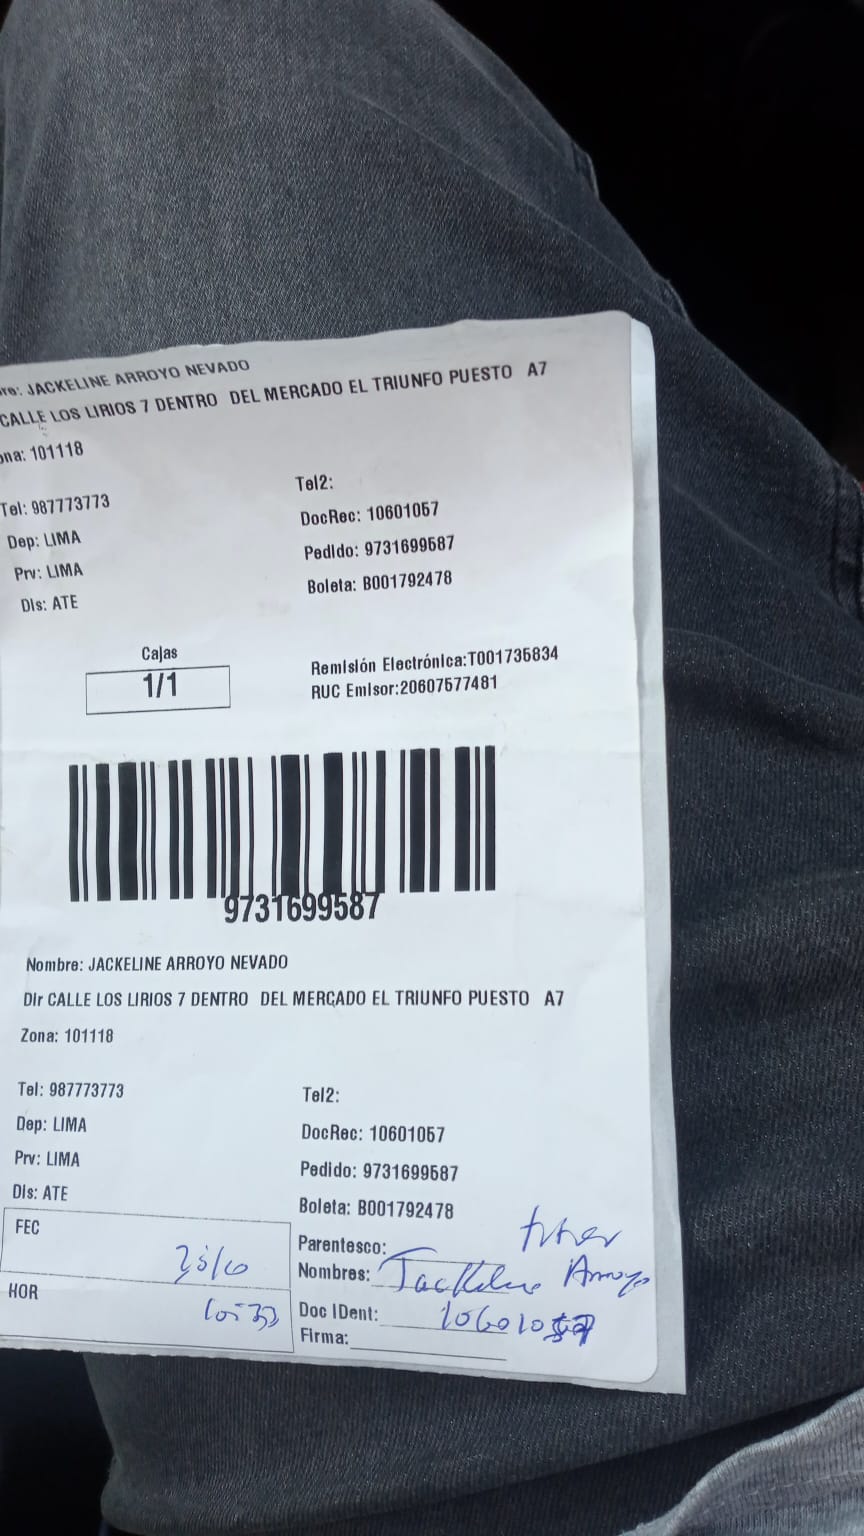 re: JACKELINE ARROYO NEVADO
CALLE LOS LIRIOS 7 DENTRO DEL MERCADO EL TRIUNFO PUESTO A7
ona: 101118
Tel: 987773773
Tel2:
Dep: LIMA
DocRec: 10601057
Prv: LIMA
Pedido: 9731699587
Dis: ATE
Boleta: B001792478
Cajas
1/1
Remisión Electrónica:T001735834
RUC Emisor:20607577481
9731699587
Nombre: JACKELINE ARROYO NEVADO
Dir CALLE LOS LIRIOS 7 DENTRO DEL MERCADO EL TRIUNFO PUESTO A7
Zona: 101118
Tel: 987773773
Tel2:
Dep: LIMA
DocRec: 10601057
Prv: LIMA
Pedido: 9731699587
Dis: ATE
Boleta: B001792478
FEC
Parentesco:
Nombres: Jackeline Arroyo
HOR
Doc IDent: 10601057
Firma: